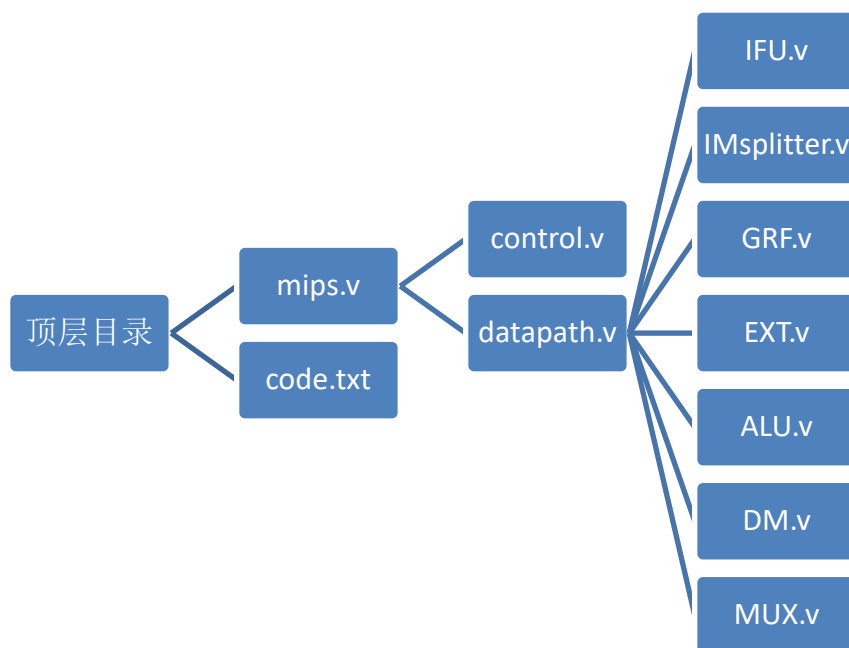 顶层目录
mips.v
code.txt
control.v
datapath.v
IFU.v
IMsplitter.v
GRF.v
EXT.v
ALU.v
DM.v
MUX.v